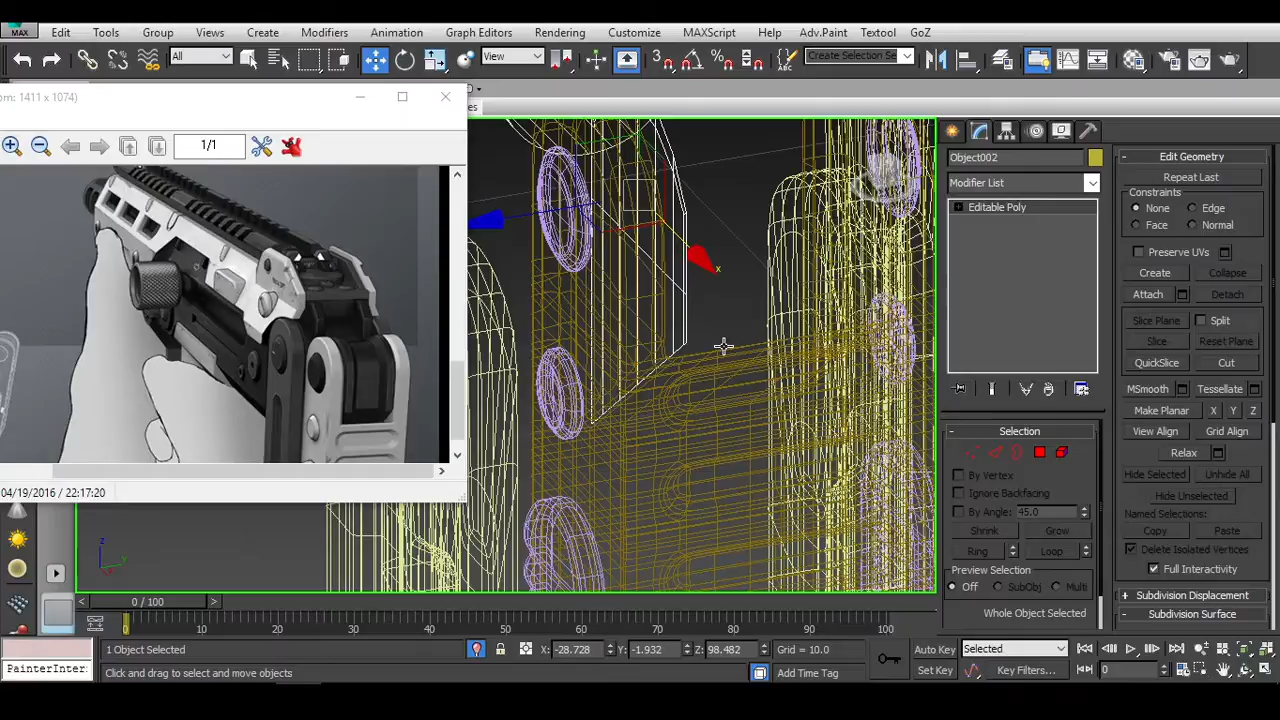 MAX Edit Tools Group Views Create Modifiers Animation Graph Editors Rendering Customize MAXScript Help Adv.Paint Textool GoZ
All View 3 Create Selection Se
om: 1411 x 1074)
es
1/1
04/19/2016 / 22:17:20
x
z y
Object002
Modifier List
Editable Poly
Selection
By Vertex
Ignore Backfacing
By Angle: 45.0
Shrink Grow
Ring Loop
Preview Selection
Off SubObj Multi
Whole Object Selected
Edit Geometry
Repeat Last
Constraints
None Edge
Face Normal
Preserve UVs
Create Collapse
Attach Detach
Slice Plane Split
Slice Reset Plane
QuickSlice Cut
MSmooth Tessellate
Make Planar X Y Z
View Align Grid Align
Relax
Hide Selected Unhide All
Hide Unselected
Named Selections:
Copy Paste
Delete Isolated Vertices
Full Interactivity
Subdivision Displacement
Subdivision Surface
< 0 / 100 >
0 10 20 30 40 50 60 70 80 90 100
1 Object Selected X: -28.728 Y: -1.932 Z: 98.482 Grid = 10.0 Auto Key Selected
PainterInter Click and drag to select and move objects Add Time Tag Set Key Key Filters... 0